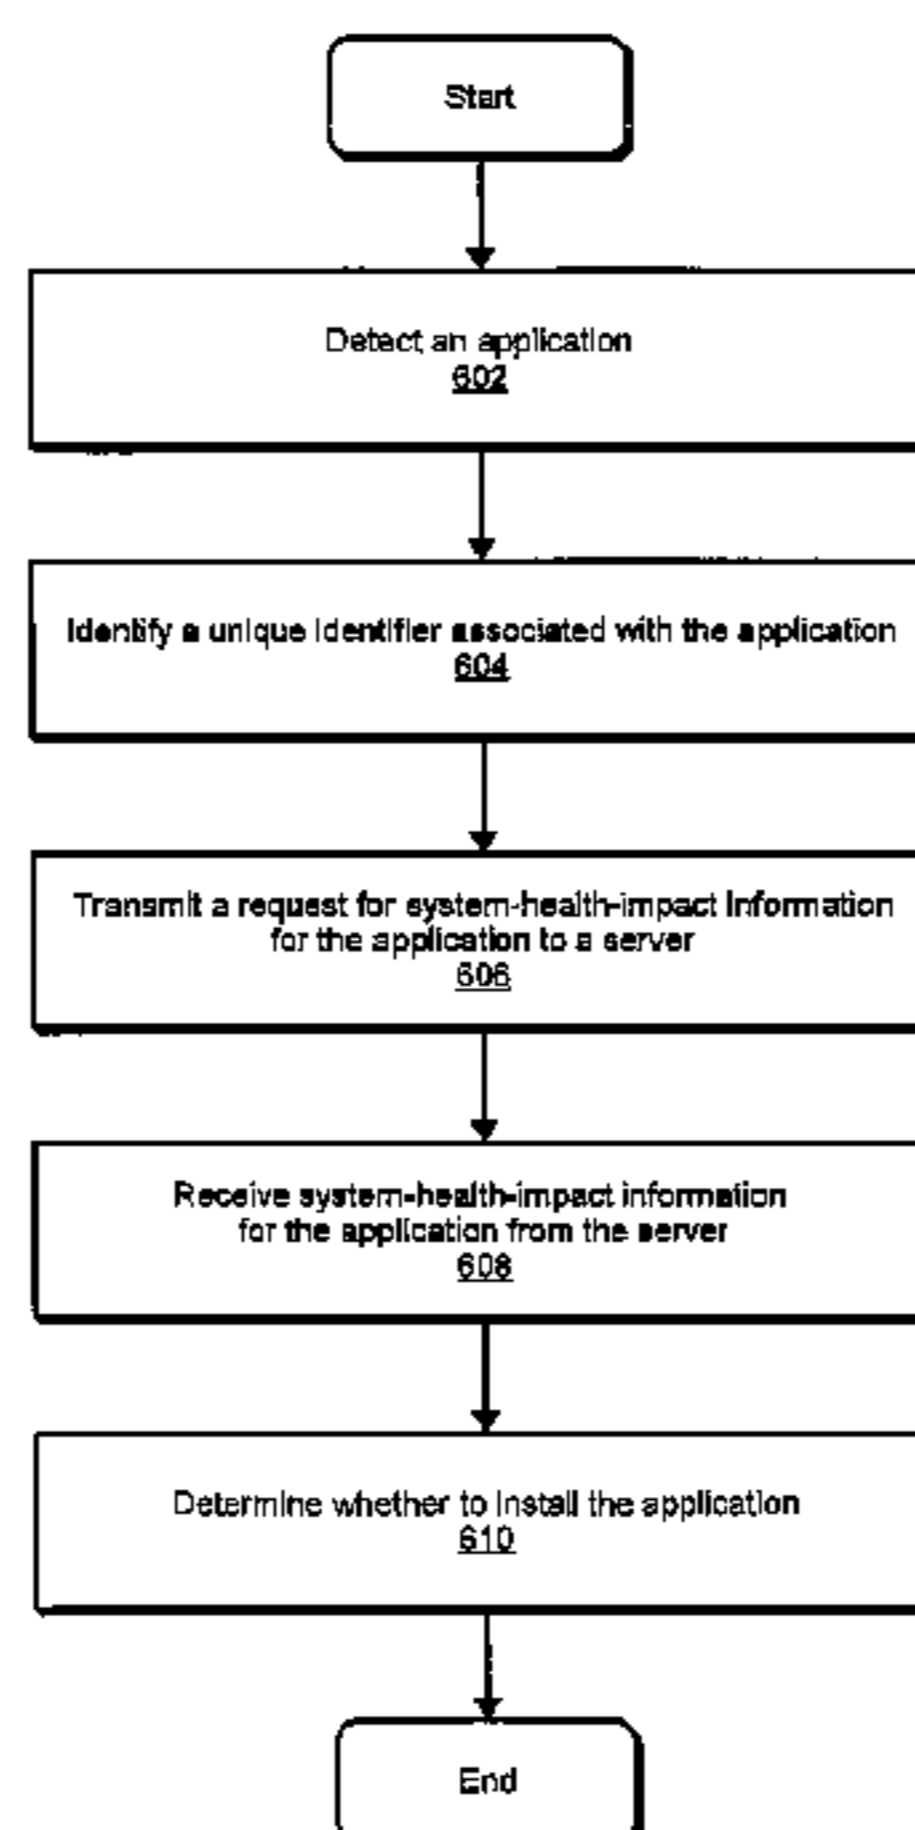 Start
Detect an application
602
Identify a unique identifier associated with the application
604
Transmit a request for system-health-impact information
for the application to a server
606
Receive system-health-impact information
for the application from the server
608
Determine whether to install the application
610
End